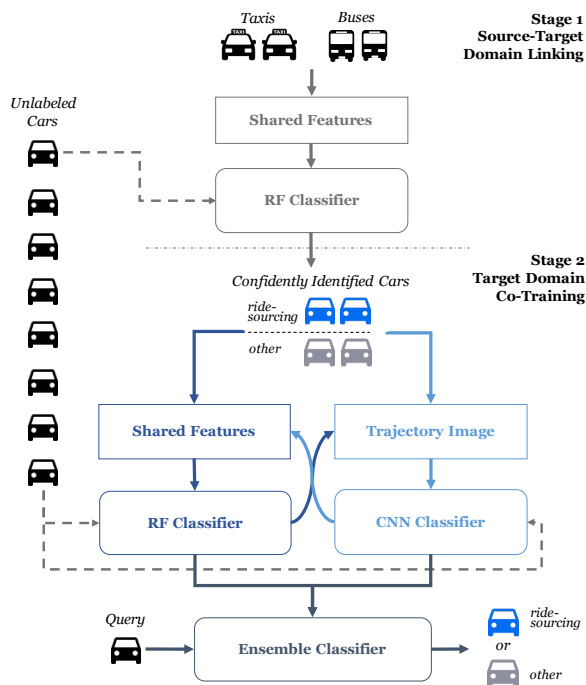 Taxis
Buses
Stage 1
Source-Target
Domain Linking
Unlabeled
Cars
Shared Features
RF Classifier
Stage 2
Target Domain
Co-Training
Confidently Identified Cars
ride-
sourcing
other
Shared Features
Trajectory Image
RF Classifier
CNN Classifier
Query
Ensemble Classifier
ride-
sourcing
or
other